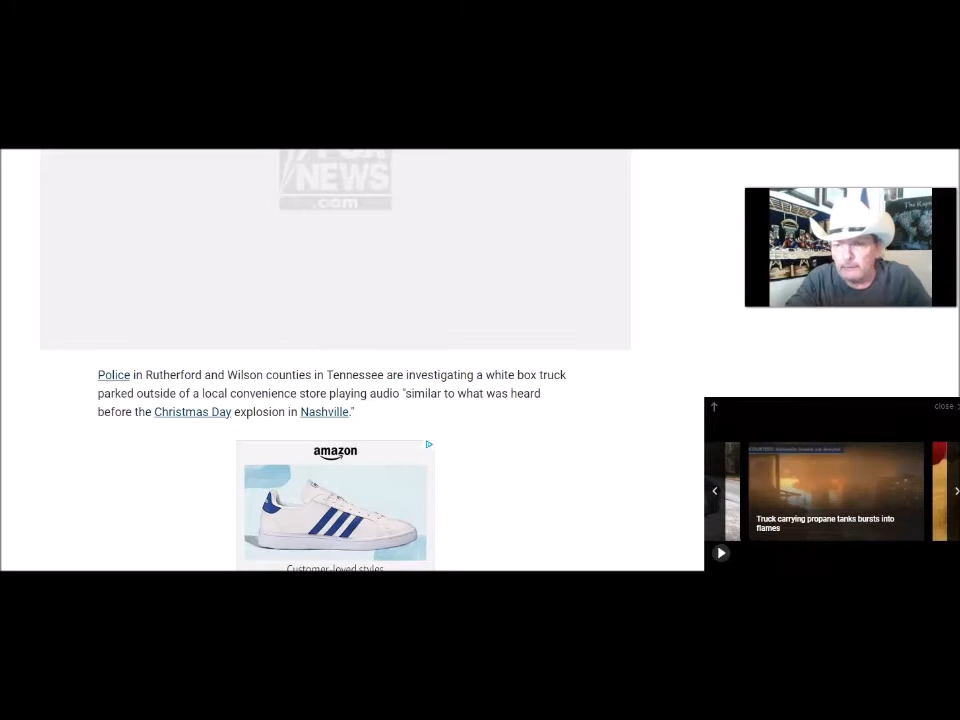 NEWS
.com
The Rap
Police in Rutherford and Wilson counties in Tennessee are investigating a white box truck
parked outside of a local convenience store playing audio "similar to what was heard
before the Christmas Day explosion in Nashville."
close
amazon
Truck carrying propane tanks bursts into
flames
Customer-loved styles